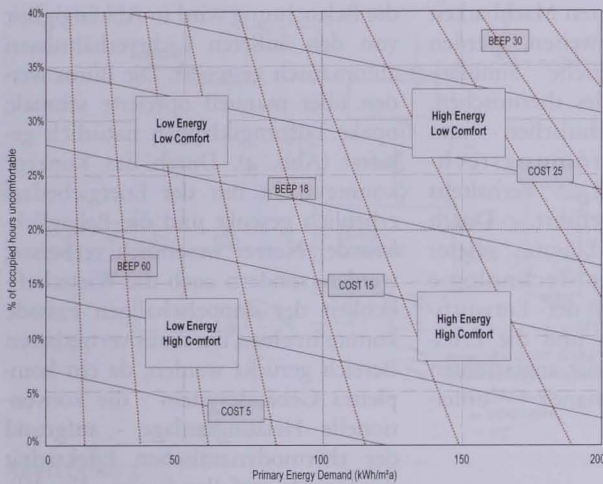 40%
BEEP 30
35%
Low Energy
Low Comfort
High Energy
Low Comfort
30%
COST 25
25%
BEEP 18
20%
BEEP 60
15%
COST 15
Low Energy
High Comfort
High Energy
High Comfort
10%
5%
COST 5
0%
% of occupied hours uncomfortable
0
50
100
150
200
Primary Energy Demand (kWh/m²a)